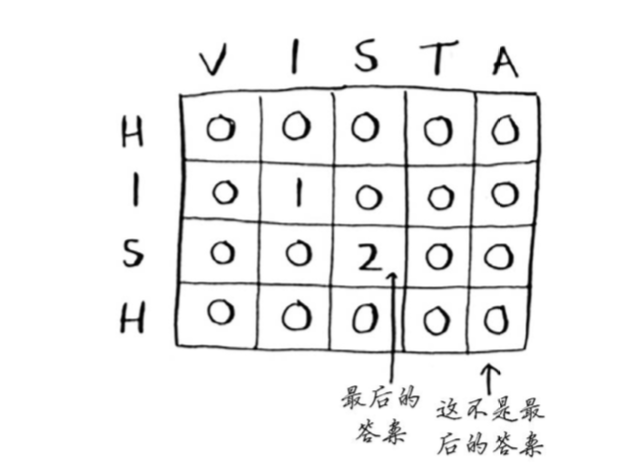 V I S T A
H 0 0 0 0 0
I 0 1 0 0 0
S 0 0 2 0 0
H 0 0 0 0 0
最后的
答案
这不是最
后的答案